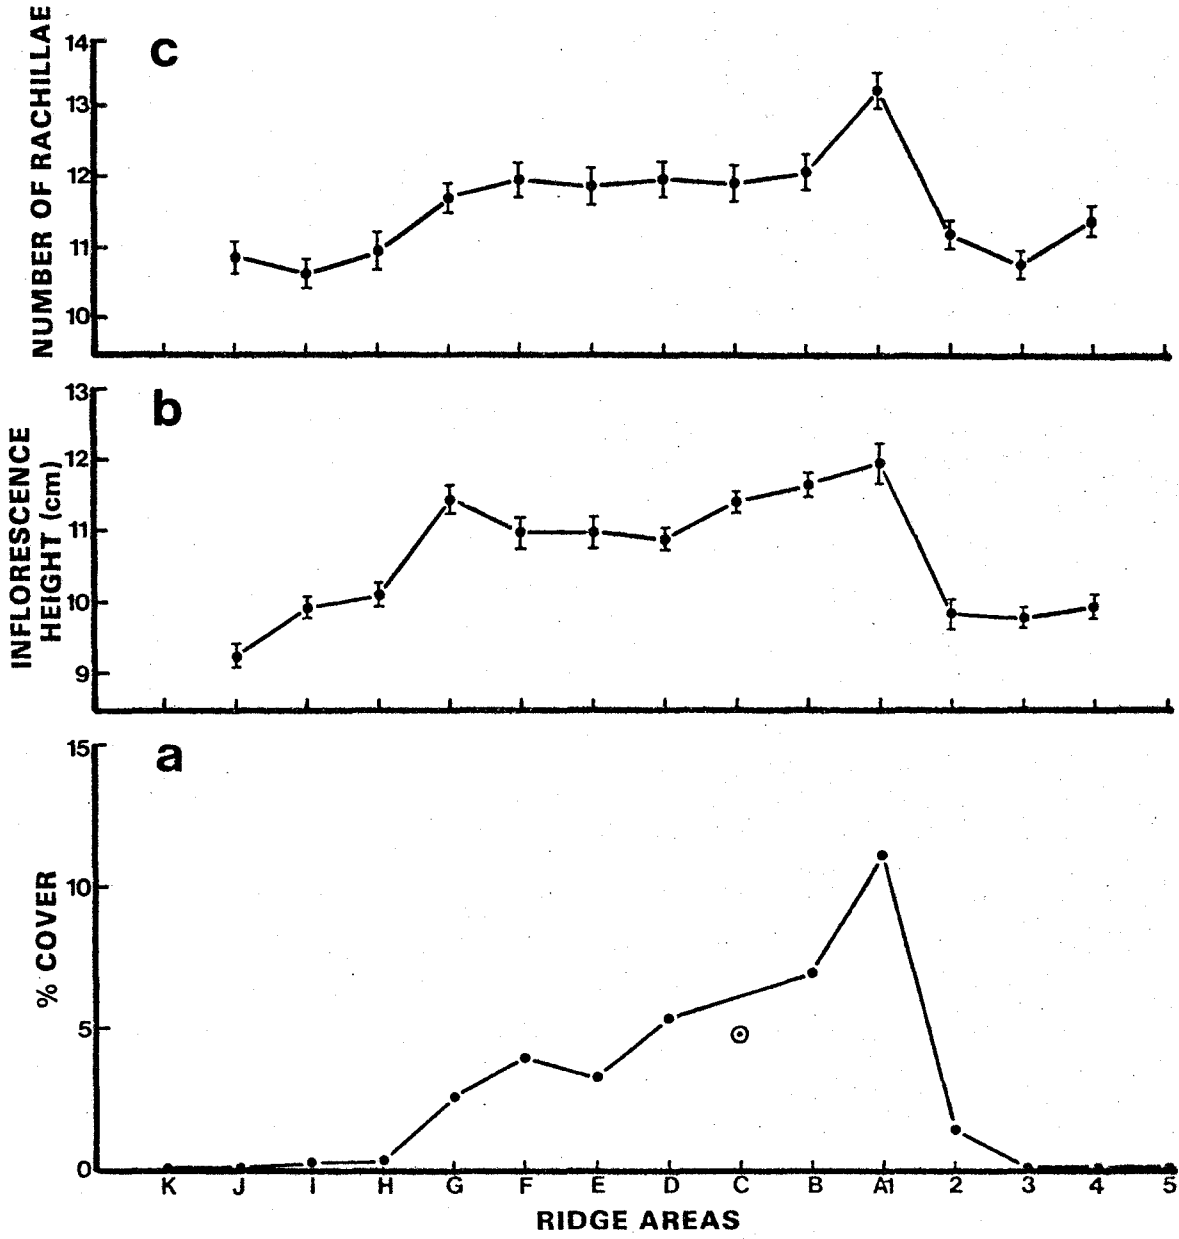 c
NUMBER OF RACHILLAE
14
13
12
11
10
b
INFLORESCENCE
HEIGHT (cm)
13
12
11
10
9
a
% COVER
15
10
5
0
K J I H G F E D C B A1 2 3 4 5
RIDGE AREAS